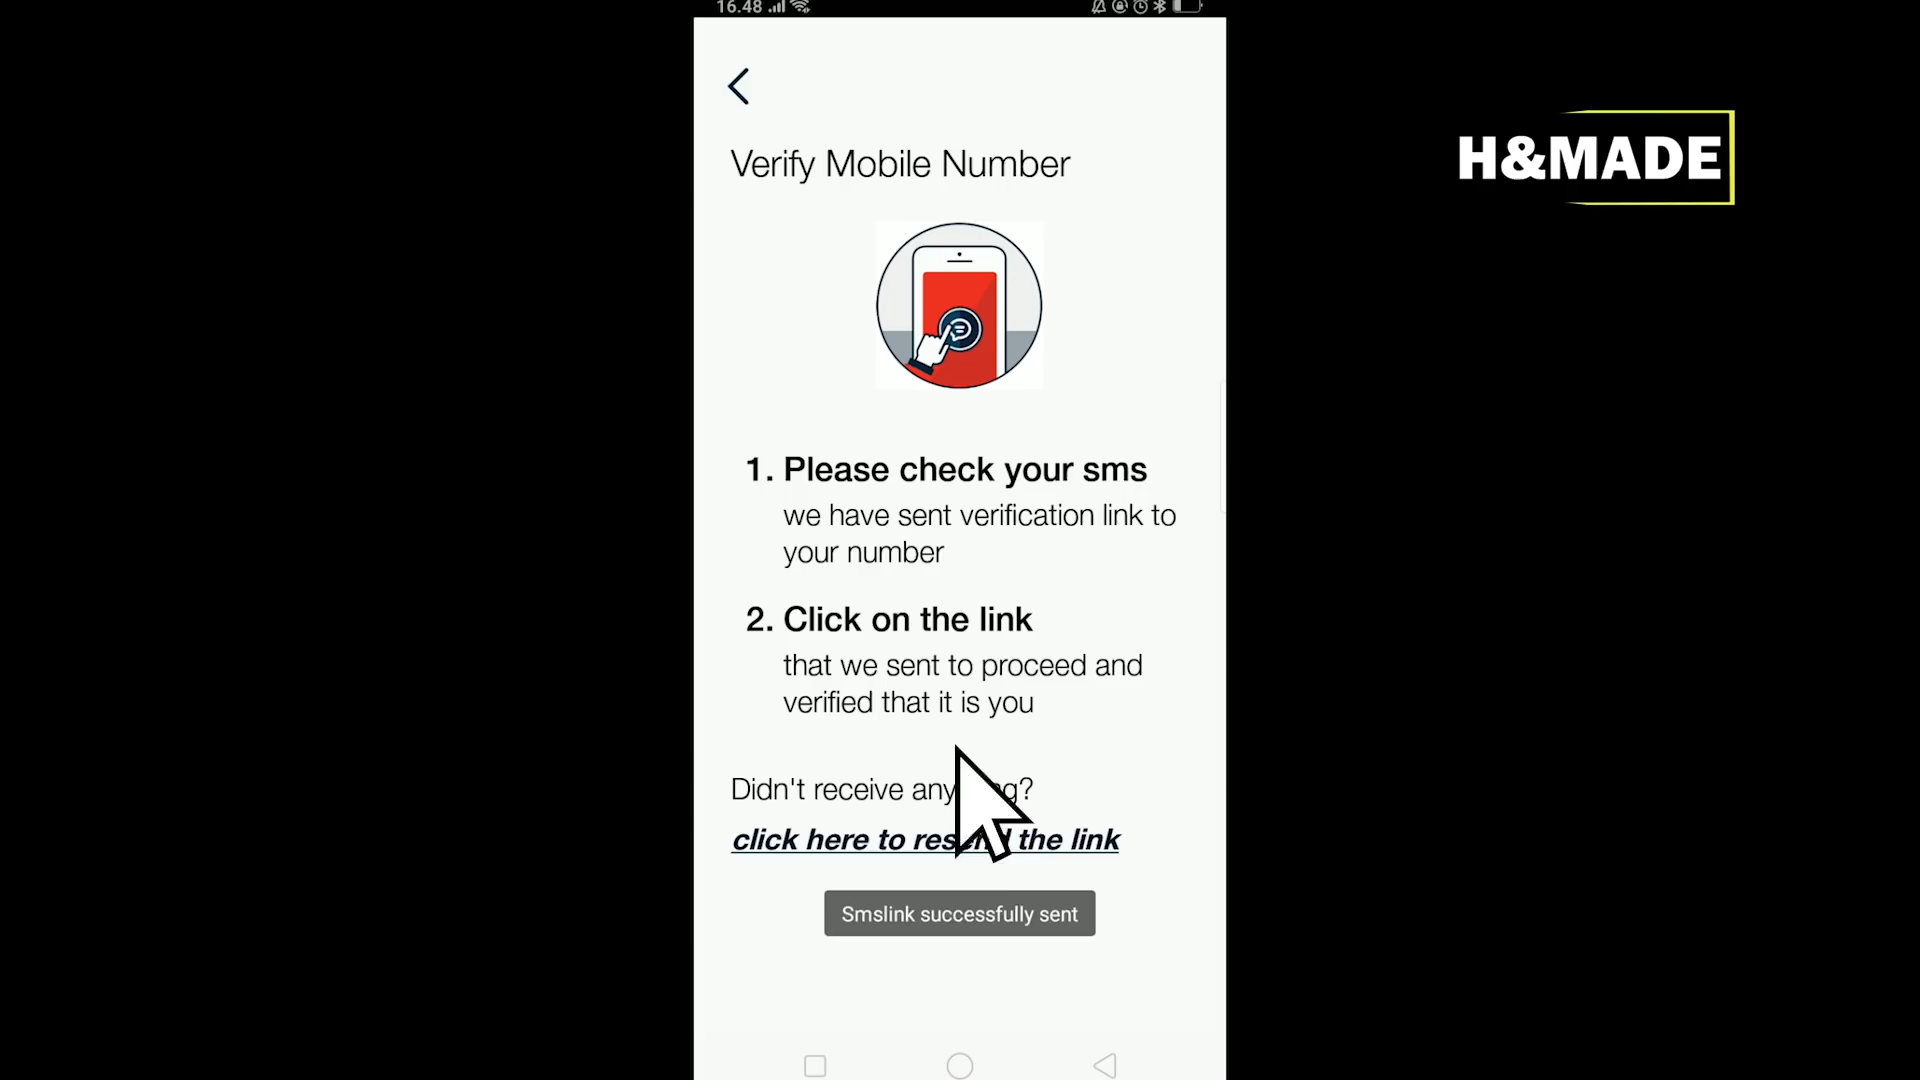 16.48
H&MADE
Verify Mobile Number
1. Please check your sms
we have sent verification link to
your number
2. Click on the link
that we sent to proceed and
verified that it is you
Didn't receive
click here to the link
Smslink successfully sent